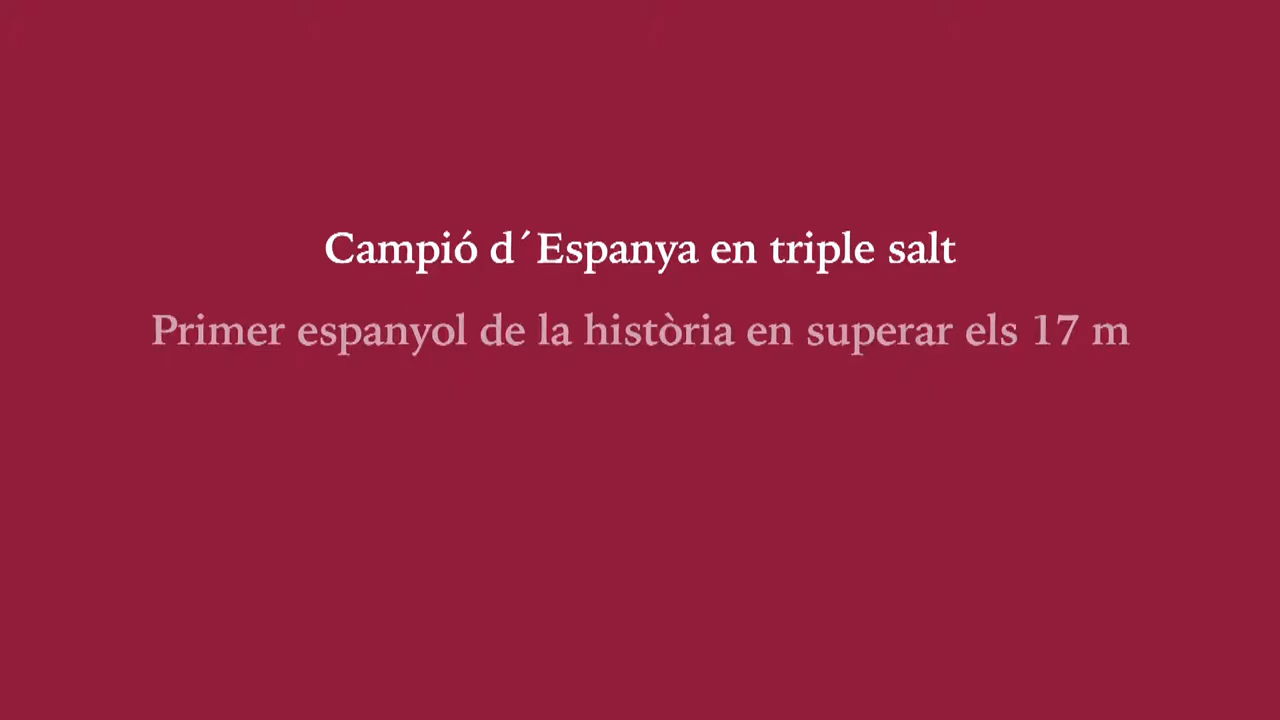 Campió d´Espanya en triple salt
Primer espanyol de la història en superar els 17 m